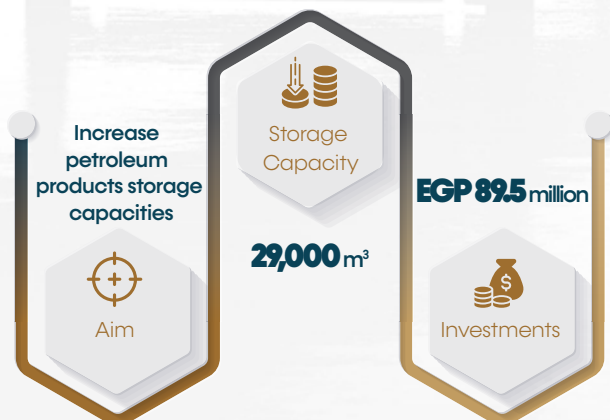 Increase
petroleum
products storage
capacities
Aim
Storage
Capacity
29,000 m³
EGP 89.5 million
$
Investments